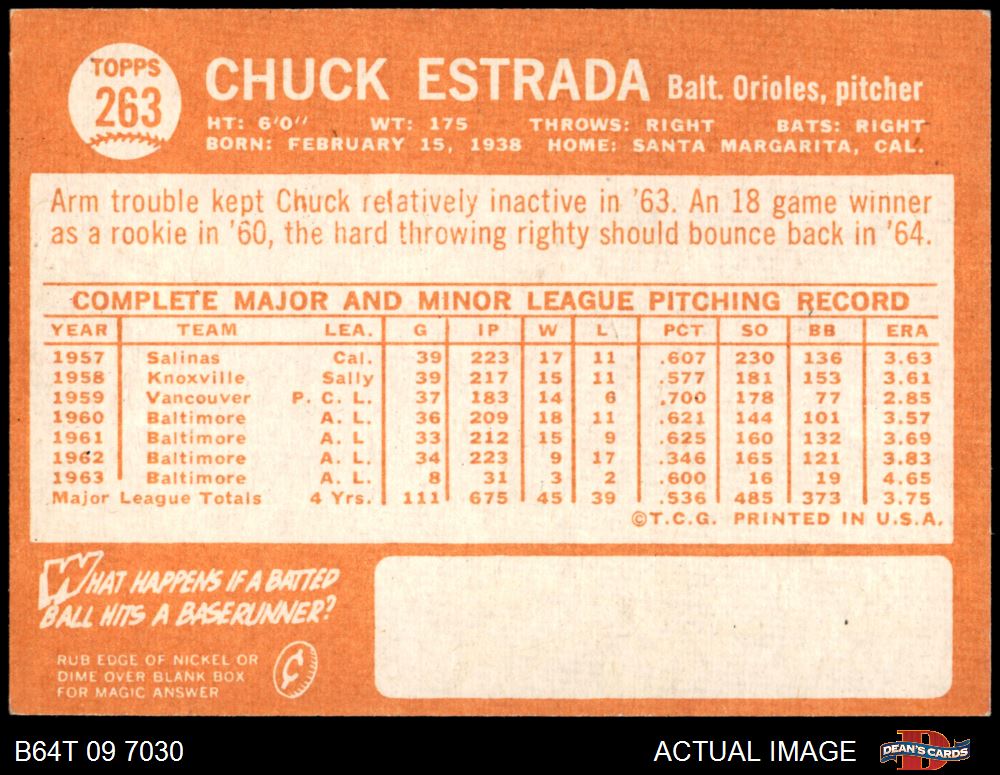 TOPPS
263
CHUCK ESTRADA Balt. Orioles, pitcher
HT: 6'0" WT: 175 THROWS: RIGHT BATS: RIGHT
BORN: FEBRUARY 15, 1938 HOME: SANTA MARGARITA, CAL.
Arm trouble kept Chuck relatively inactive in '63. An 18 game winner
as a rookie in '60, the hard throwing righty should bounce back in '64.
COMPLETE MAJOR AND MINOR LEAGUE PITCHING RECORD
YEAR TEAM LEA. G IP W L PCT SO BB ERA
1957 Salinas Cal. 39 223 17 11 .607 230 136 3.63
1958 Knoxville Sally 39 217 15 11 .577 181 153 3.61
1959 Vancouver P. C. L. 37 183 14 6 .700 178 77 2.85
1960 Baltimore A. L. 36 209 18 11 .621 144 101 3.57
1961 Baltimore A. L 33 212 15 9 .625 160 132 3.69
1962 Baltimore A. L. 34 223 9 17 .346 165 121 3.83
1963 Baltimore A. L. 8 31 3 2 .600 16 19 4.65
Major League Totals 4 Yrs. 111 675 45 39 .536 485 373 3.75
©T.C.G. PRINTED IN U.S.A.
WHAT HAPPENS IF A BATTED
BALL HITS A BASERUNNER?
RUB EDGE OF NICKEL OR
DIME OVER BLANK BOX
FOR MAGIC ANSWER
¢
B64T 09 7030 ACTUAL IMAGE
D
DEAN'S CARDS